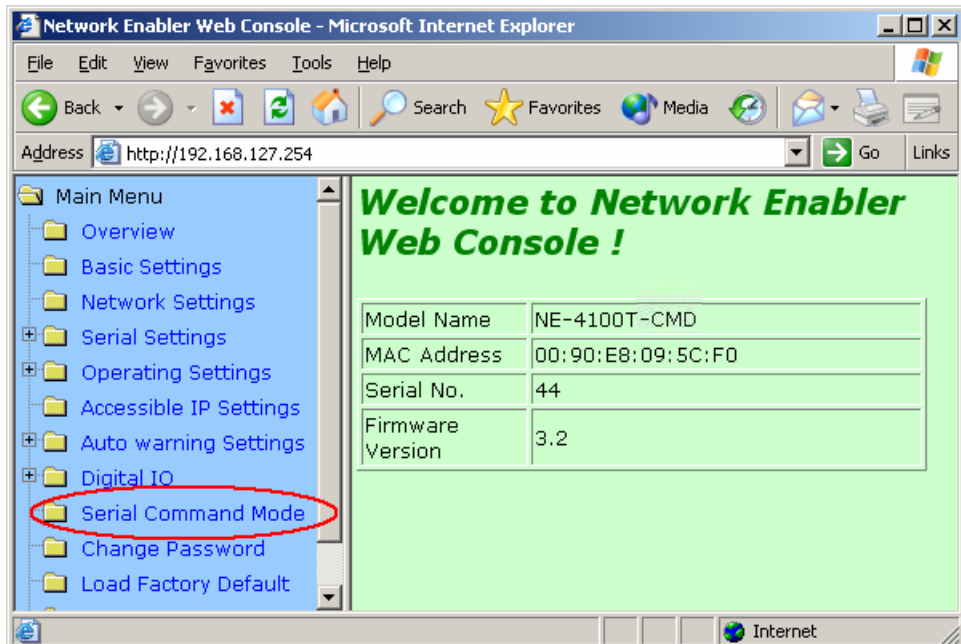 Network Enabler Web Console - Microsoft Internet Explorer
File Edit View Favorites Tools Help
Back Search Favorites Media
Address http://192.168.127.254 Go Links
Main Menu
Overview
Basic Settings
Network Settings
Serial Settings
Operating Settings
Accessible IP Settings
Auto warning Settings
Digital IO
Serial Command Mode
Change Password
Load Factory Default
Welcome to Network Enabler
Web Console !
Model Name NE-4100T-CMD
MAC Address 00:90:E8:09:5C:F0
Serial No. 44
Firmware
Version 3.2
Internet